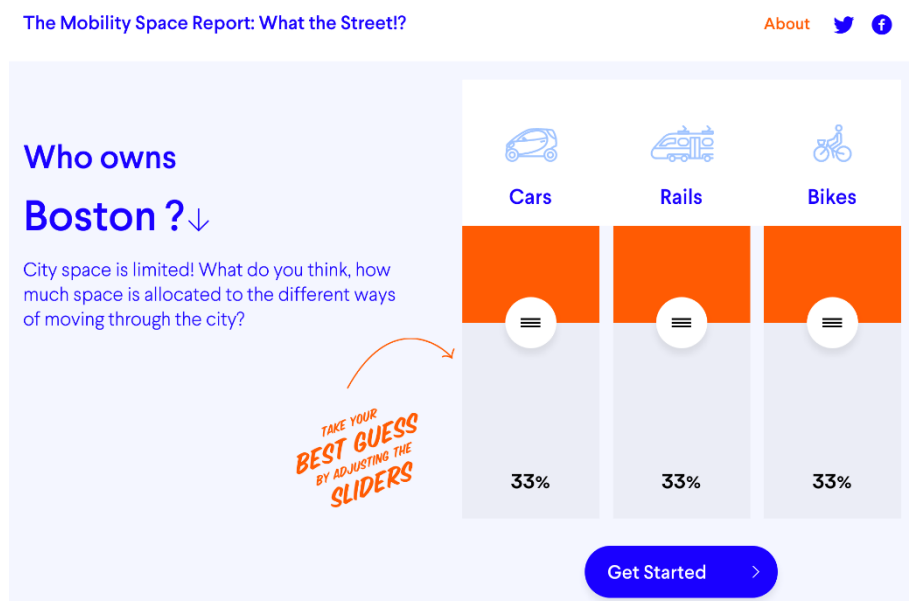 The Mobility Space Report: What the Street!?
About
Who owns
Boston ?
City space is limited! What do you think, how
much space is allocated to the different ways
of moving through the city?
TAKE YOUR
BEST GUESS
BY ADJUSTING THE
SLIDERS
Cars
Rails
Bikes
33%
33%
33%
Get Started